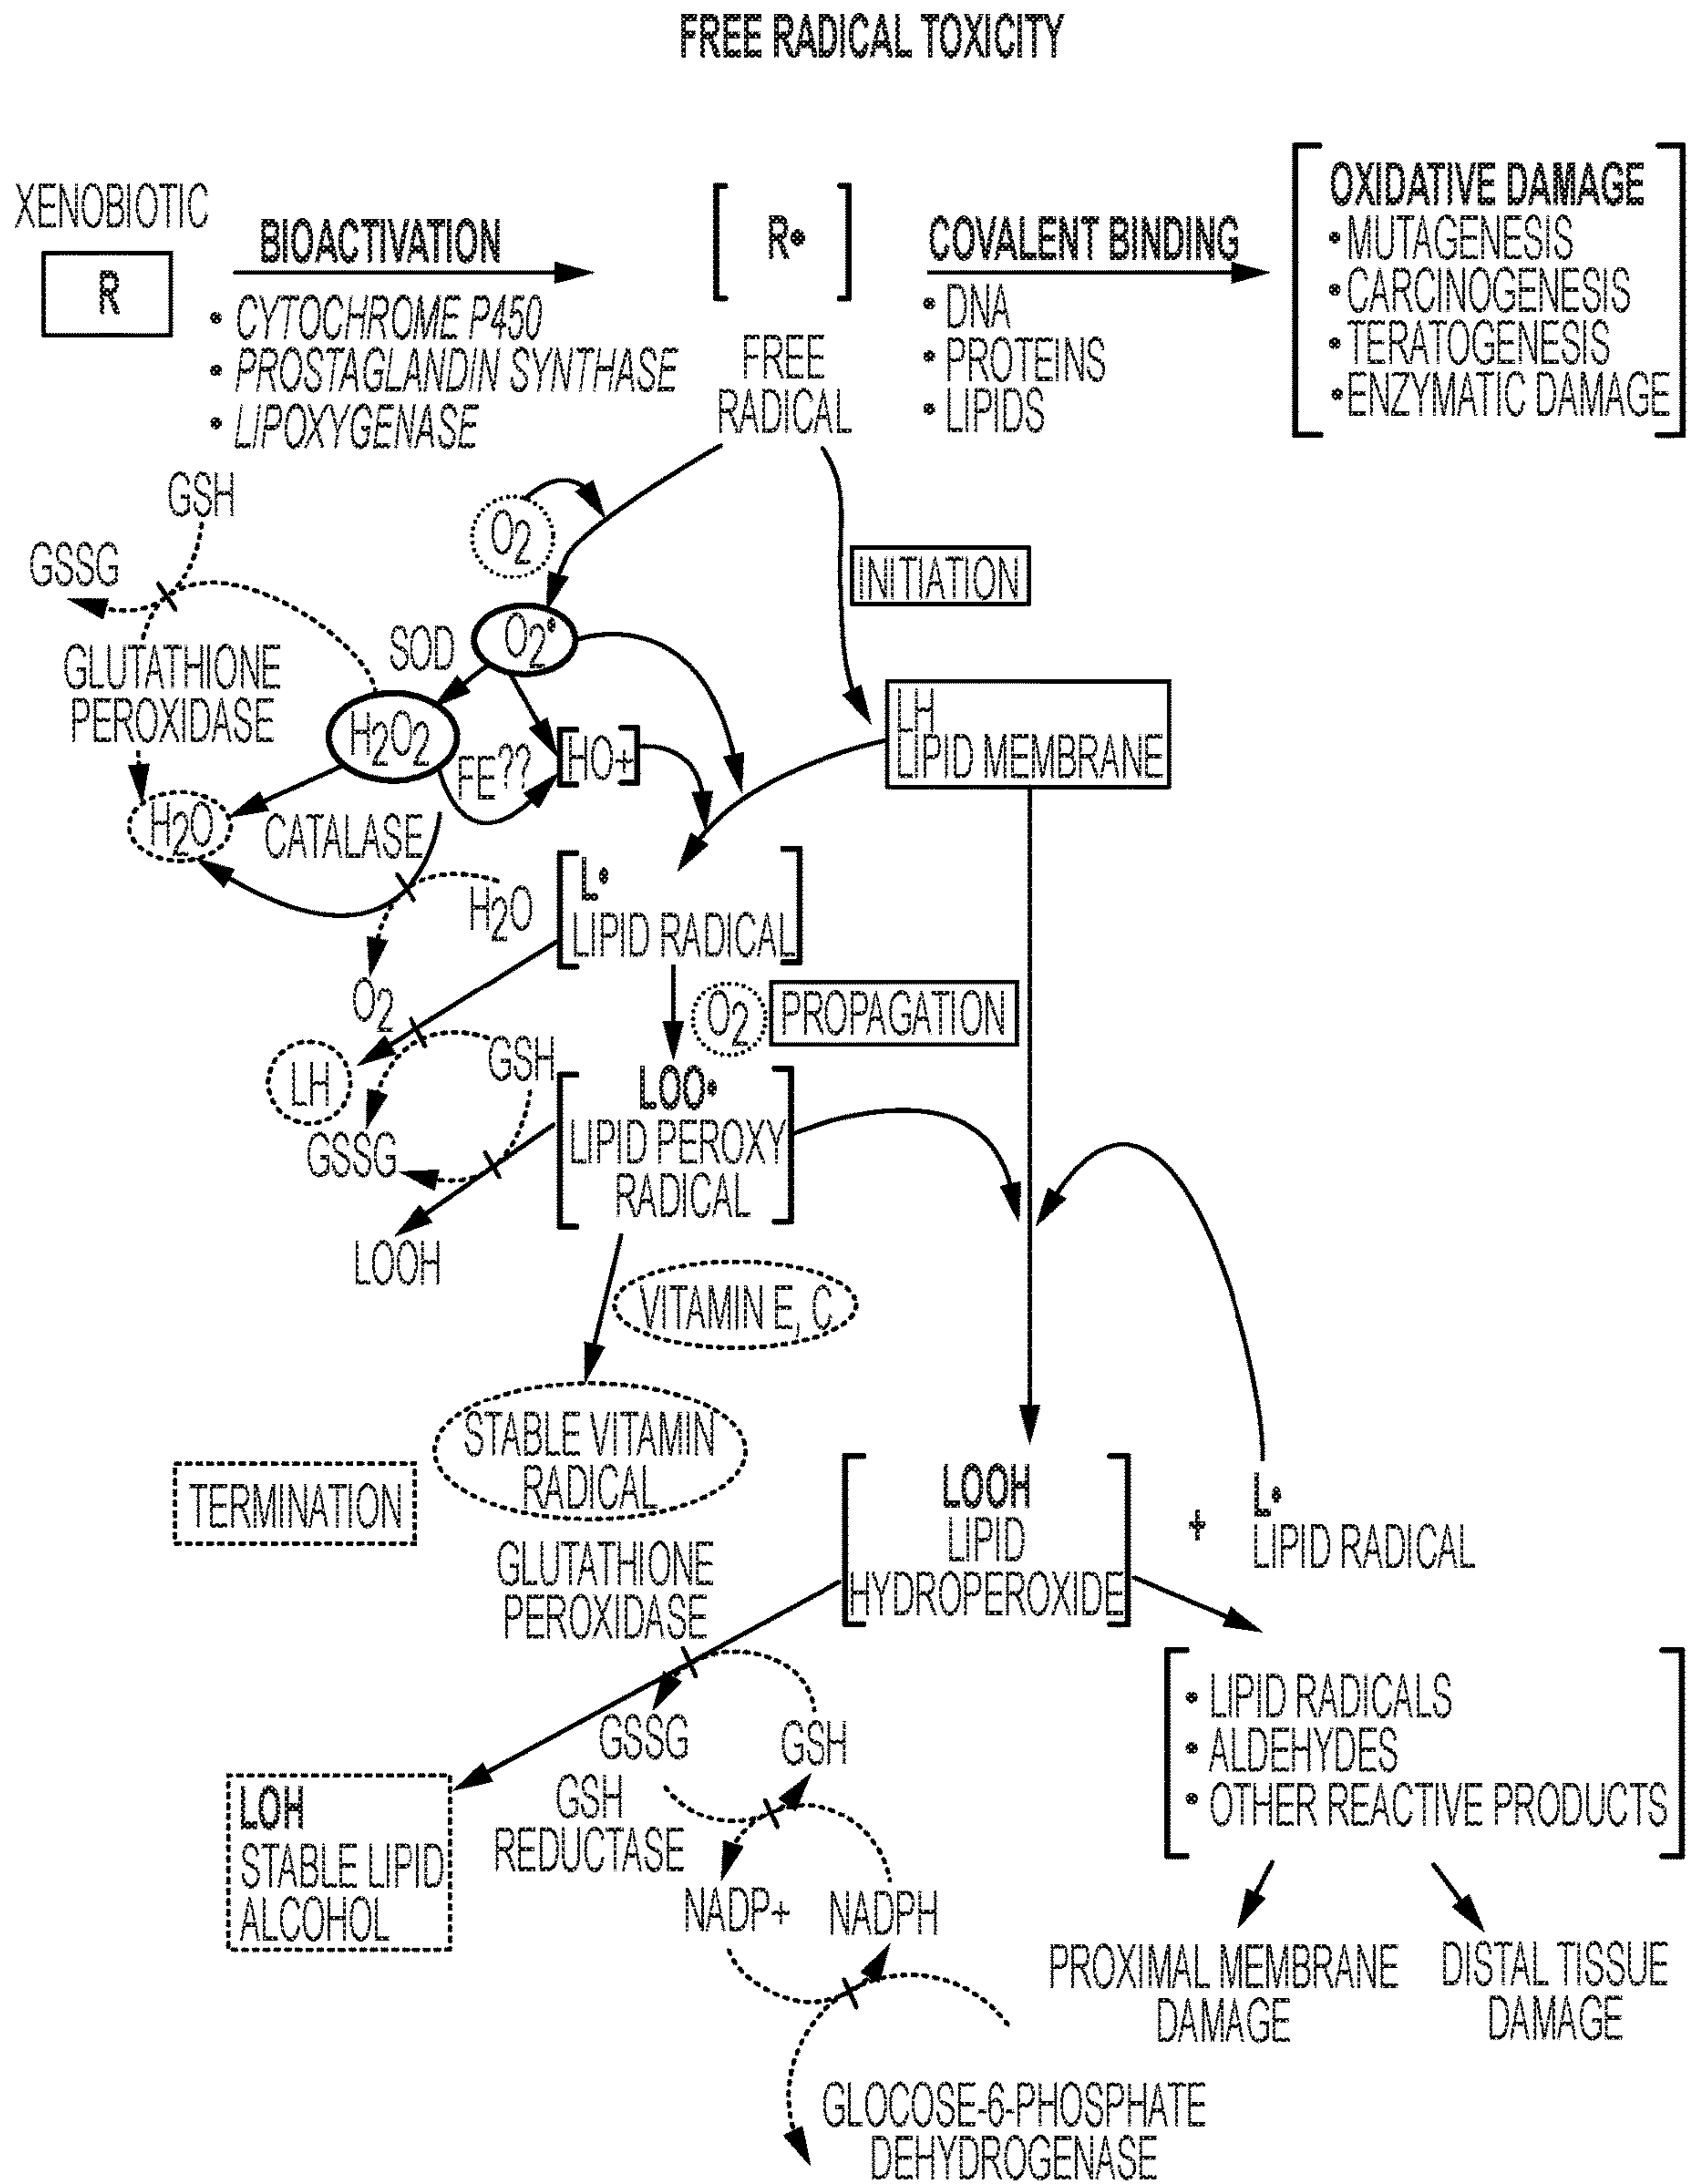 FREE RADICAL TOXICITY
XENOBIOTIC
R
BIOACTIVATION
• CYTOCHROME P450
• PROSTAGLANDIN SYNTHASE
• LIPOXYGENASE
R•
FREE
RADICAL
COVALENT BINDING
• DNA
• PROTEINS
• LIPIDS
OXIDATIVE DAMAGE
• MUTAGENESIS
• CARCINOGENESIS
• TERATOGENESIS
• ENZYMATIC DAMAGE
GSH
GSSG
O2
INITIATION
SOD
O2•
GLUTATHIONE
PEROXIDASE
H2O2
FE??
HO+
LH
LIPID MEMBRANE
H2O
CATALASE
H2O
O2
L•
LIPID RADICAL
O2
PROPAGATION
LH
GSH
GSSG
LOO•
LIPID PEROXY
RADICAL
LOOH
VITAMIN E, C
STABLE VITAMIN
RADICAL
TERMINATION
GLUTATHIONE
PEROXIDASE
LOOH
LIPID
HYDROPEROXIDE
+
L•
LIPID RADICAL
GSSG
GSH
GSH
REDUCTASE
LOH
STABLE LIPID
ALCOHOL
• LIPID RADICALS
• ALDEHYDES
• OTHER REACTIVE PRODUCTS
NADP+
NADPH
PROXIMAL MEMBRANE
DAMAGE
DISTAL TISSUE
DAMAGE
GLOCOSE-6-PHOSPHATE
DEHYDROGENASE